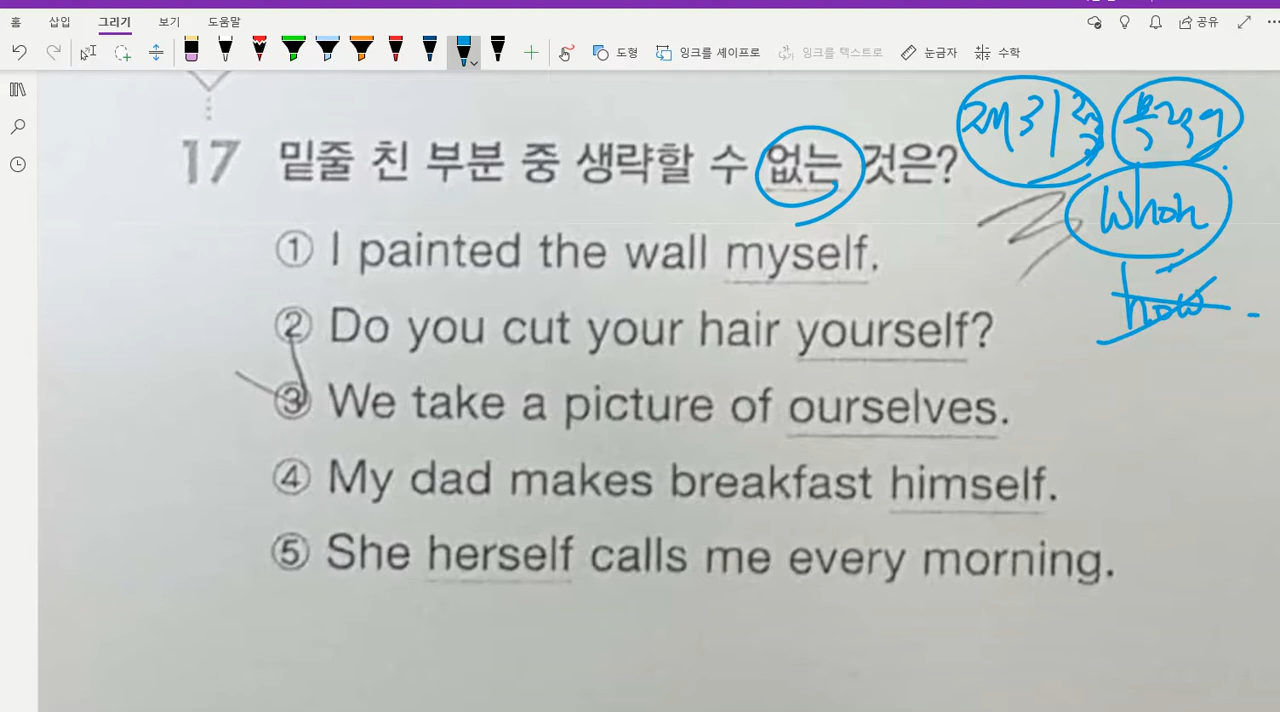 홈 삽입 그리기 보기 도움말 공유
도형 잉크를 셰이프로 잉크를 텍스트로 눈금자 수학
17 밑줄 친 부분 중 생략할 수 없는 것은?
① I painted the wall myself.
② Do you cut your hair yourself?
③ We take a picture of ourselves.
④ My dad makes breakfast himself.
⑤ She herself calls me every morning.
how